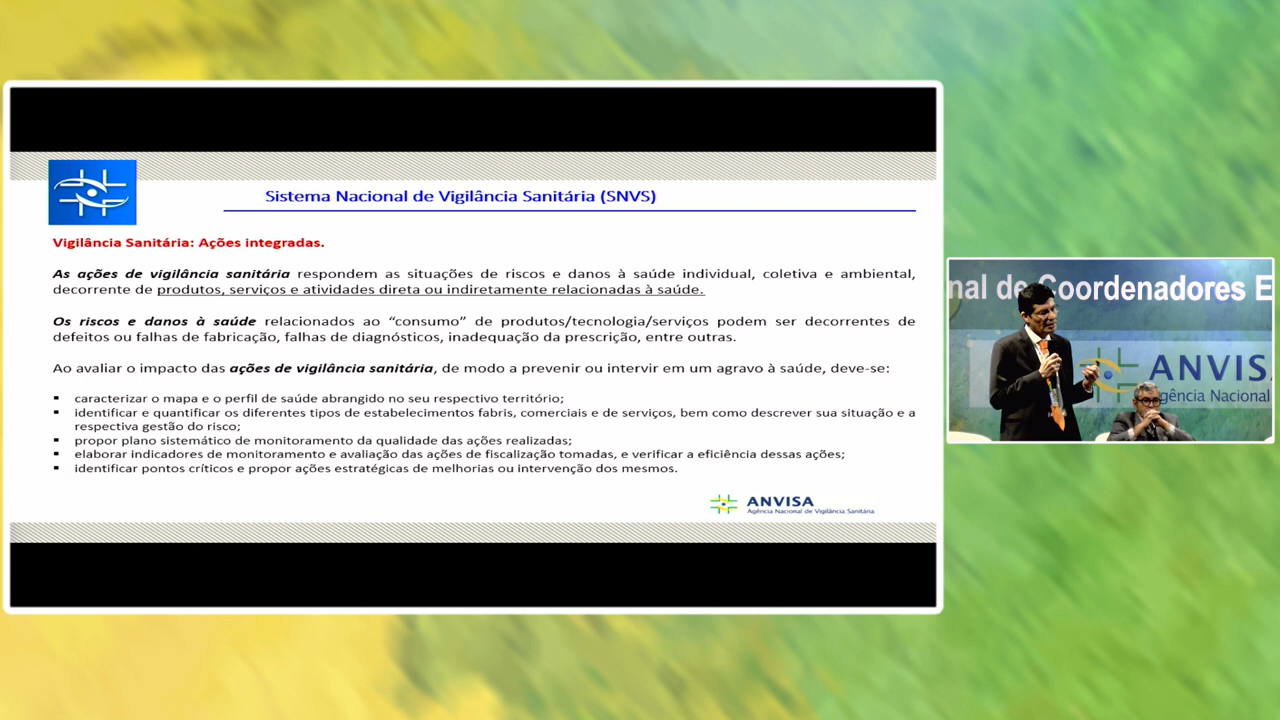 Sistema Nacional de Vigilância Sanitária (SNVS)
Vigilância Sanitária: Ações integradas.
As ações de vigilância sanitária respondem as situações de riscos e danos à saúde individual, coletiva e ambiental,
decorrente de produtos, serviços e atividades direta ou indiretamente relacionadas à saúde.
Os riscos e danos à saúde relacionados ao “consumo” de produtos/tecnologia/serviços podem ser decorrentes de
defeitos ou falhas de fabricação, falhas de diagnósticos, inadequação da prescrição, entre outras.
Ao avaliar o impacto das ações de vigilância sanitária, de modo a prevenir ou intervir em um agravo à saúde, deve-se:
▪ caracterizar o mapa e o perfil de saúde abrangido no seu respectivo território;
▪ identificar e quantificar os diferentes tipos de estabelecimentos fabris, comerciais e de serviços, bem como descrever sua situação e a
respectiva gestão do risco;
▪ propor plano sistemático de monitoramento da qualidade das ações realizadas;
▪ elaborar indicadores de monitoramento e avaliação das ações de fiscalização tomadas, e verificar a eficiência dessas ações;
▪ identificar pontos críticos e propor ações estratégicas de melhorias ou intervenção dos mesmos.
ANVISA
Agência Nacional de Vigilância Sanitária
nal de Coordenadores E
ANVIS
gência Nacional